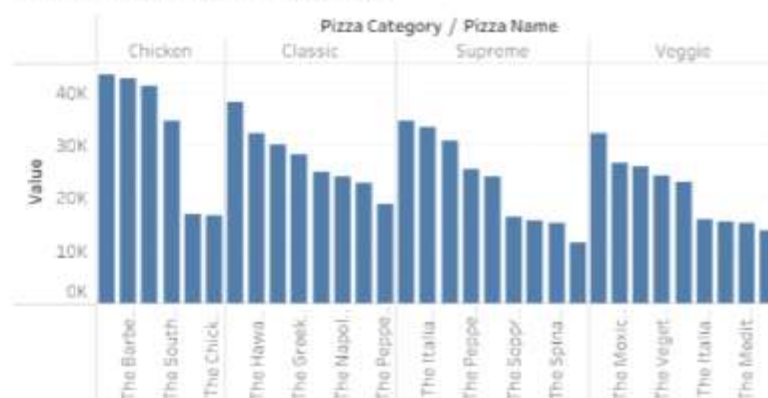 Pizza Category / Pizza Name
Chicken Classic Supreme Veggie
Value
40K
30K
20K
10K
0K
The Barbe..
The South..
The Chick..
The Hawa..
The Greek..
The Napol..
The Peppe..
The Italia..
The Peppe..
The Soppr..
The Spina..
The Mexic..
The Veget..
The Italia..
The Medit..